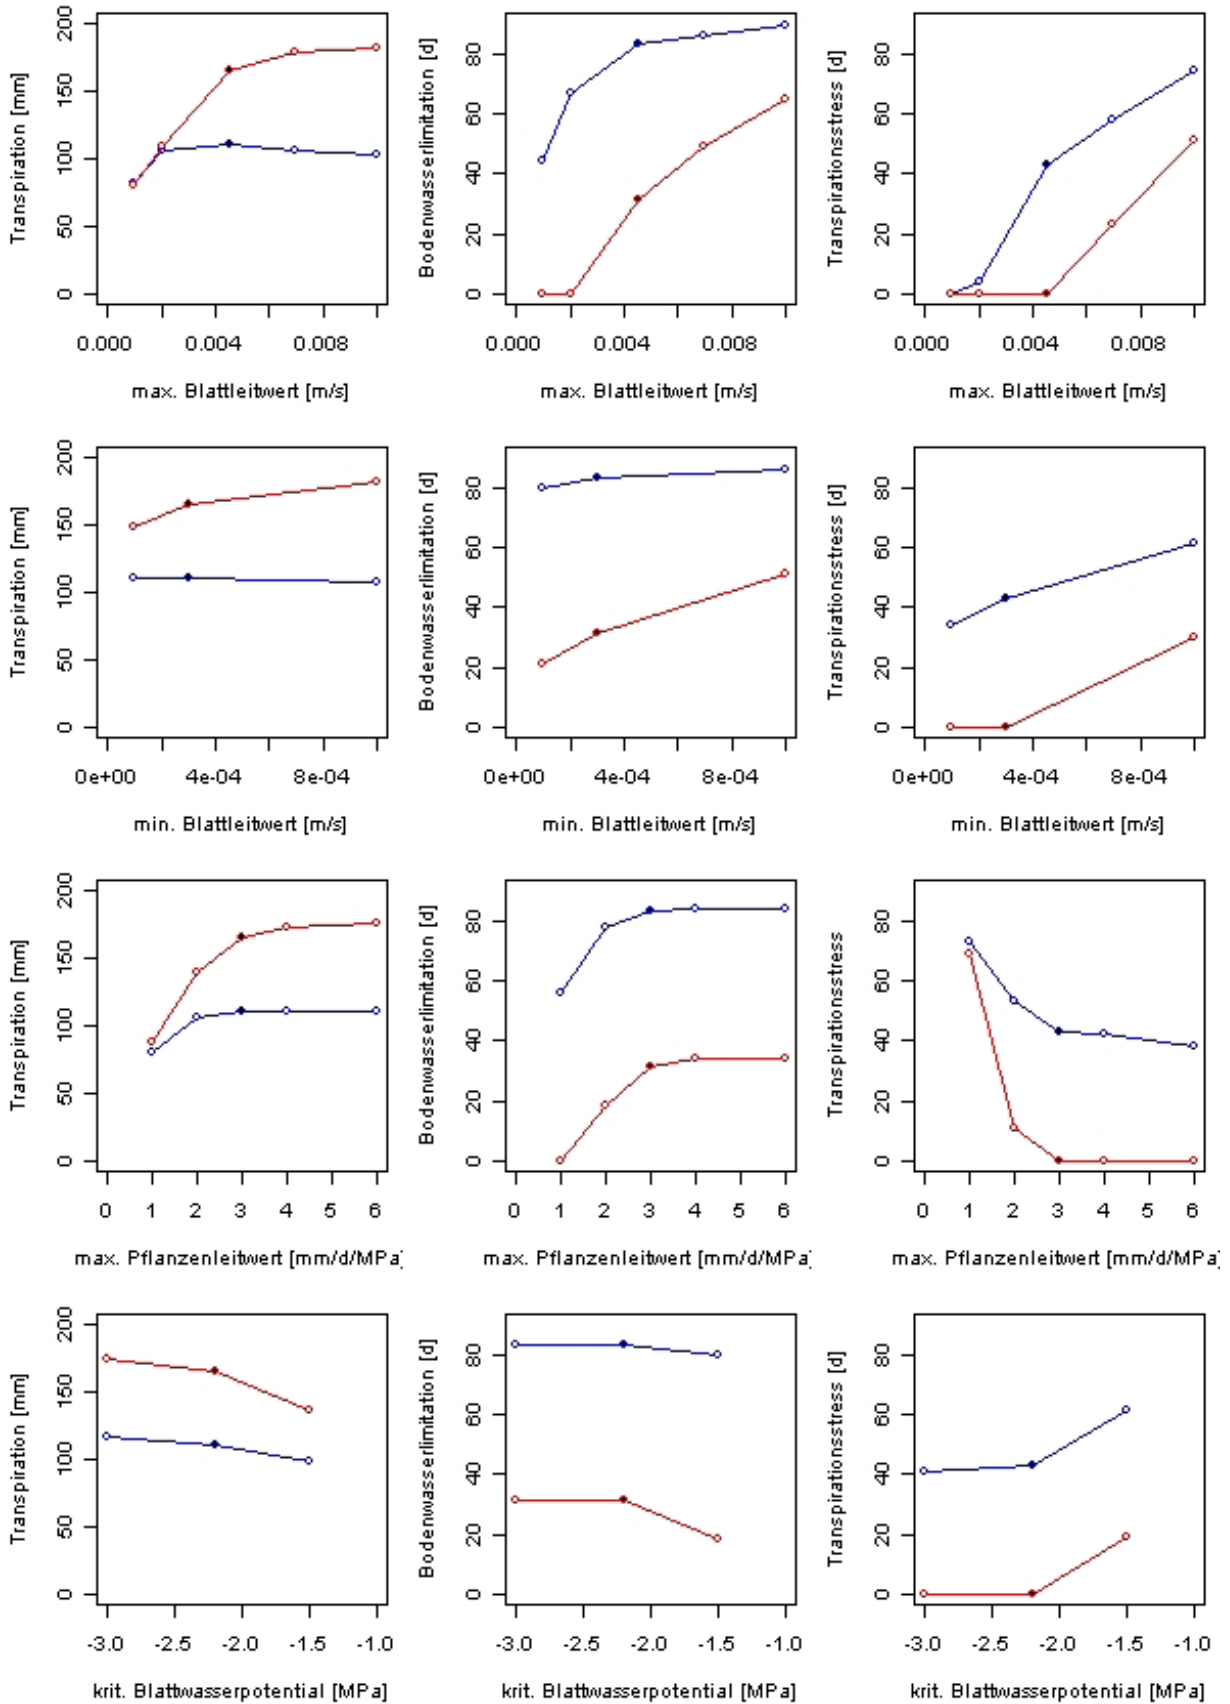 Transpiration [mm]
0 50 100 150 200
0.000 0.004 0.008
max. Blattleitwert [m/s]
Bodenwasserlimitation [d]
0 20 40 60 80
0.000 0.004 0.008
max. Blattleitwert [m/s]
Transpirationsstress [d]
0 20 40 60 80
0.000 0.004 0.008
max. Blattleitwert [m/s]
Transpiration [mm]
0 50 100 150 200
0e+00 4e-04 8e-04
min. Blattleitwert [m/s]
Bodenwasserlimitation [d]
0 20 40 60 80
0e+00 4e-04 8e-04
min. Blattleitwert [m/s]
Transpirationsstress [d]
0 20 40 60 80
0e+00 4e-04 8e-04
min. Blattleitwert [m/s]
Transpiration [mm]
0 50 100 150 200
0 1 2 3 4 5 6
max. Pflanzenleitwert [mm/d/MPa]
Bodenwasserlimitation [d]
0 20 40 60 80
0 1 2 3 4 5 6
max. Pflanzenleitwert [mm/d/MPa]
Transpirationsstress
0 20 40 60 80
0 1 2 3 4 5 6
max. Pflanzenleitwert [mm/d/MPa]
Transpiration [mm]
0 50 100 150 200
-3.0 -2.5 -2.0 -1.5 -1.0
krit. Blattwasserpotential [MPa]
Bodenwasserlimitation [d]
0 20 40 60 80
-3.0 -2.5 -2.0 -1.5 -1.0
krit. Blattwasserpotential [MPa]
Transpirationsstress [d]
0 20 40 60 80
-3.0 -2.5 -2.0 -1.5 -1.0
krit. Blattwasserpotential [MPa]